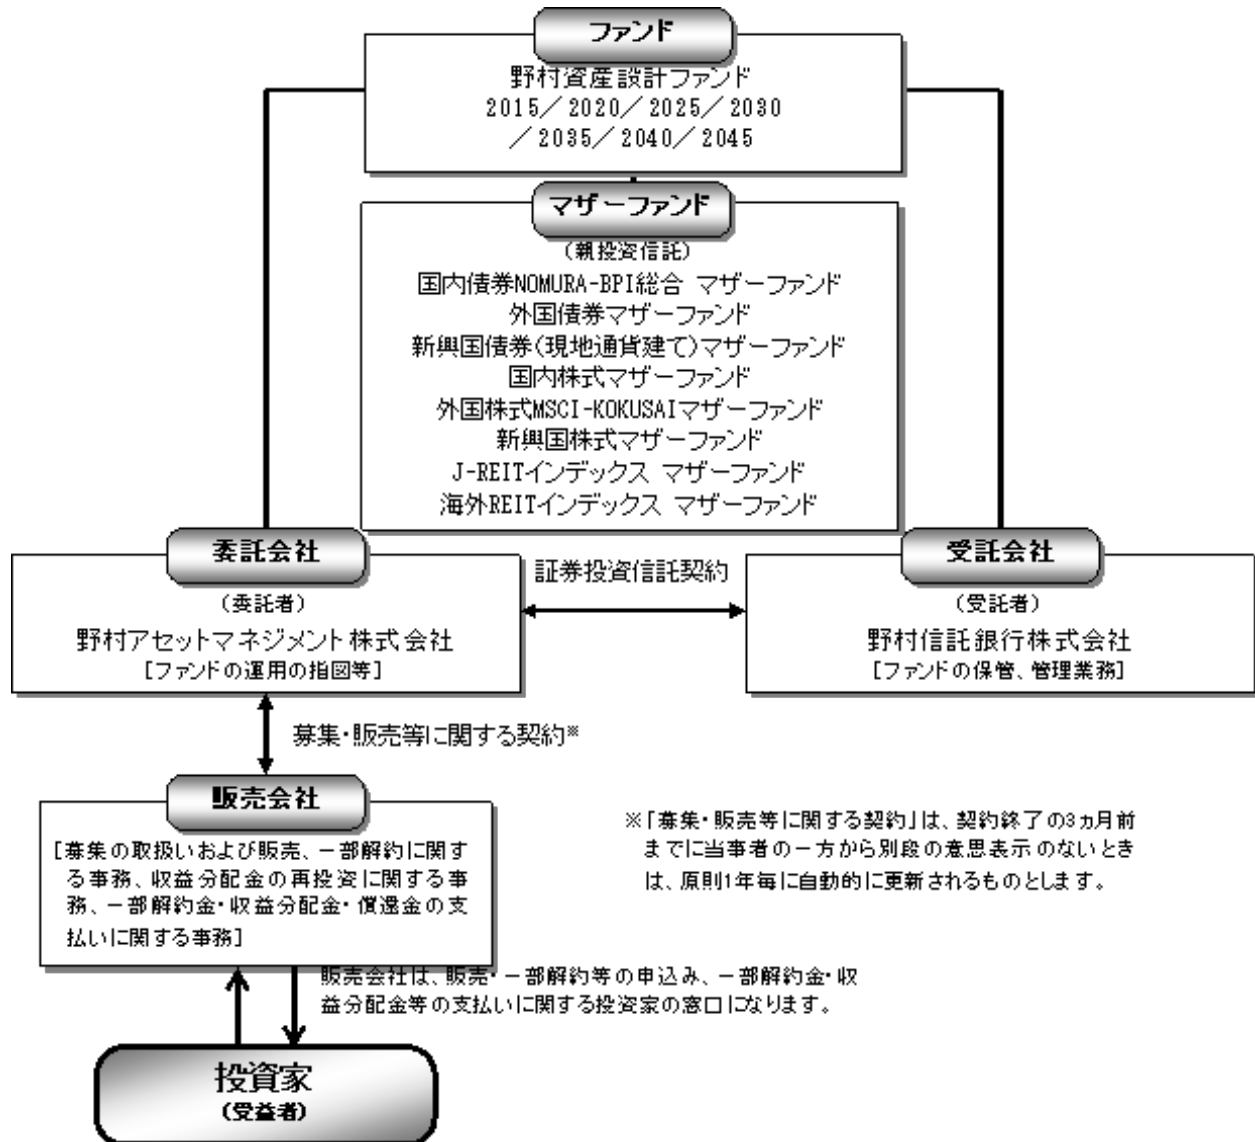 ファンド
野村資産設計ファンド
2015／2020／2025／2030
／2035／2040／2045
マザーファンド
(親投資信託)
国内債券NOMURA-BPI総合 マザーファンド
外国債券マザーファンド
新興国債券(現地通貨建て)マザーファンド
国内株式マザーファンド
外国株式MSCI-KOKUSAIマザーファンド
新興国株式マザーファンド
J-REITインデックス マザーファンド
海外REITインデックス マザーファンド
委託会社
(委託者)
野村アセットマネジメント株式会社
[ファンドの運用の指図等]
証券投資信託契約
受託会社
(受託者)
野村信託銀行株式会社
[ファンドの保管、管理業務]
募集・販売等に関する契約※
販売会社
[募集の取扱いおよび販売、一部解約に関す
る事務、収益分配金の再投資に関する事
務、一部解約金・収益分配金・償還金の支
払いに関する事務]
※「募集・販売等に関する契約」は、契約終了の3ヵ月前
までに当事者の一方から別段の意思表示のないとき
は、原則1年毎に自動的に更新されるものとします。
販売会社は、販売・一部解約等の申込み、一部解約金・収
益分配金等の支払いに関する投資家の窓口になります。
投資家
(受益者)